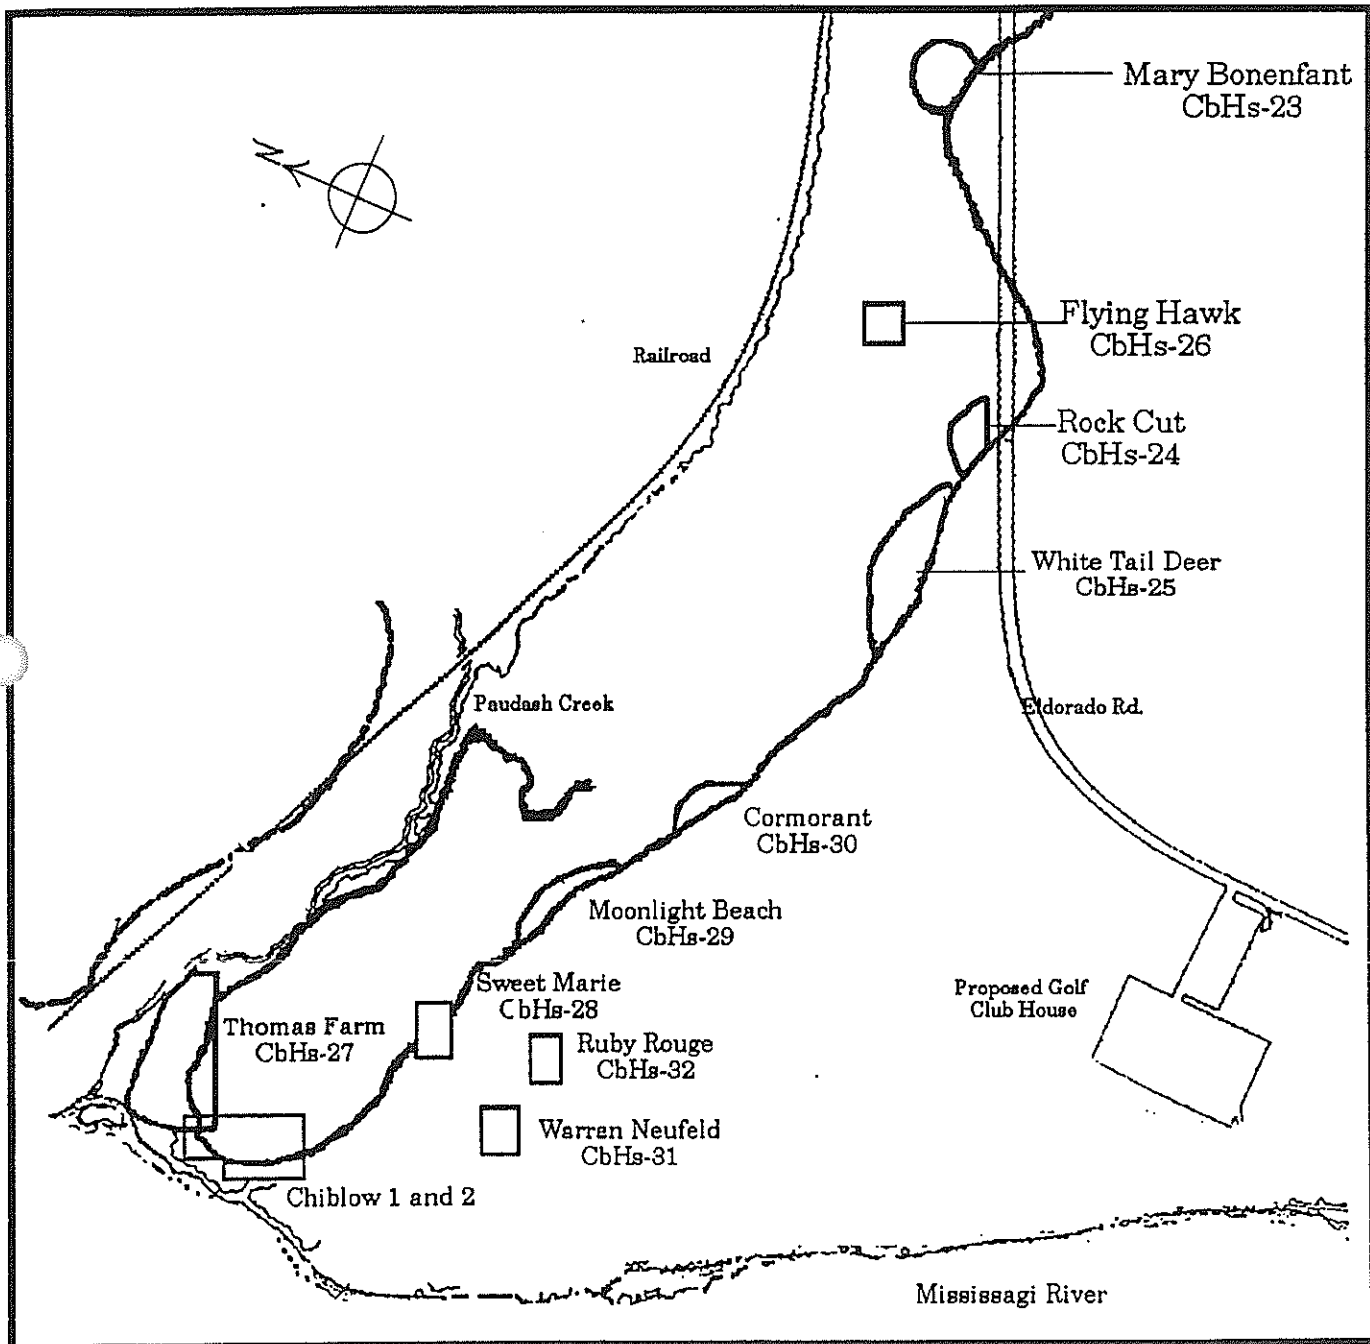 Mary Bonenfant
CbHs-23
N
Flying Hawk
CbHs-26
Railroad
Rock Cut
CbHs-24
White Tail Deer
CbHs-25
Paudash Creek
Eldorado Rd.
Cormorant
CbHs-30
Moonlight Beach
CbHs-29
Sweet Marie
CbHs-28
Proposed Golf
Club House
Thomas Farm
CbHs-27
Ruby Rouge
CbHs-32
Warren Neufeld
CbHs-31
Chiblow 1 and 2
Mississagi River